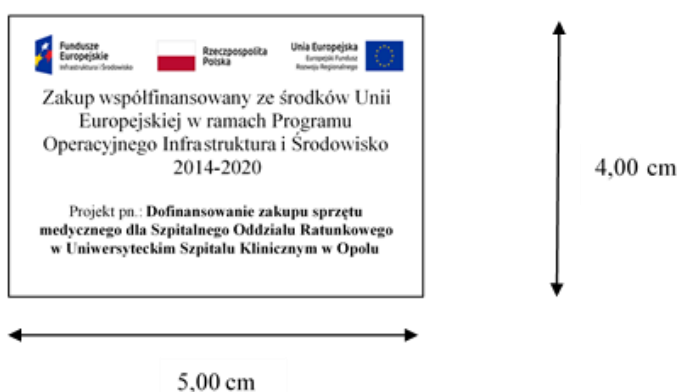 Fundusze
Europejskie
Infrastruktura i Środowisko
Rzeczpospolita
Polska
Unia Europejska
Europejski Fundusz
Rozwoju Regionalnego
Zakup współfinansowany ze środków Unii
Europejskiej w ramach Programu
Operacyjnego Infrastruktura i Środowisko
2014-2020
Projekt pn.: Dofinansowanie zakupu sprzętu
medycznego dla Szpitalnego Oddziału Ratunkowego
w Uniwersyteckim Szpitalu Klinicznym w Opolu
4,00 cm
5,00 cm